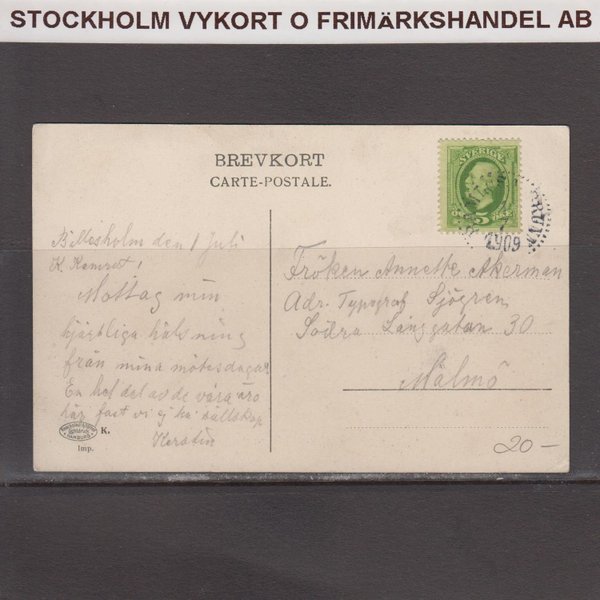 STOCKHOLM VYKORT O FRIMÄRKSHANDEL AB
BREVKORT
CARTE-POSTALE.
SVERIGE
5
1909
Billesholm den 1 Juli
K. Kamrat!
Mottag min
hjärtliga hälsning
från mina mötesdagar
En hel del av de våra äro
här fast vi ej ha sällskap
Kerstin
K.
Imp.
Fröken Annette Akerman
Adr. Typograf Sjögren
Södra Långgatan 30
Malmö
20 -